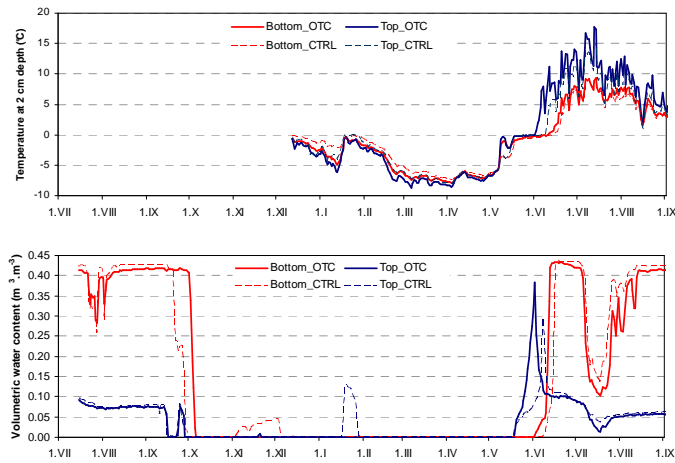 20
15
10
5
0
-5
-10
Temperature at 2 cm depth (°C)
Bottom_OTC Top_OTC
Bottom_CTRL Top_CTRL
1.VII 1.VIII 1.IX 1.X 1.XI 1.XII 1.I 1.II 1.III 1.IV 1.V 1.VI 1.VII 1.VIII 1.IX
0.45
0.40
0.35
0.30
0.25
0.20
0.15
0.10
0.05
0.00
Volumetric water content (m³.m⁻³)
Bottom_OTC Top_OTC
Bottom_CTRL Top_CTRL
1.VII 1.VIII 1.IX 1.X 1.XI 1.XII 1.I 1.II 1.III 1.IV 1.V 1.VI 1.VII 1.VIII 1.IX